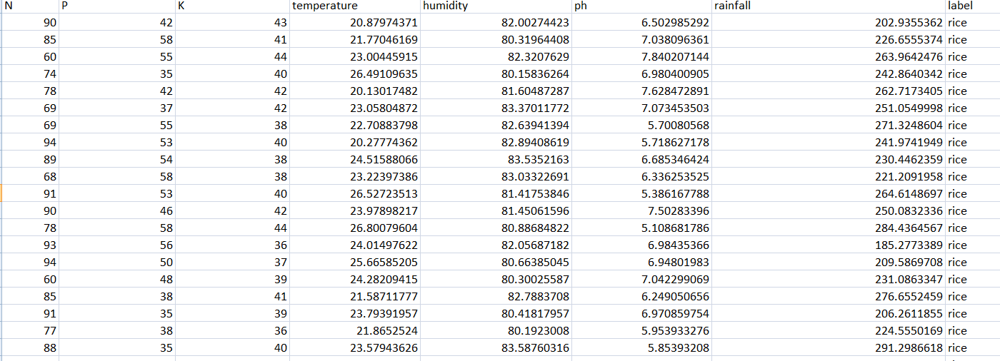 N P K temperature humidity ph rainfall label
90 42 43 20.87974371 82.00274423 6.502985292 202.9355362 rice
85 58 41 21.77046169 80.31964408 7.038096361 226.6555374 rice
60 55 44 23.00445915 82.3207629 7.840207144 263.9642476 rice
74 35 40 26.49109635 80.15836264 6.980400905 242.8640342 rice
78 42 42 20.13017482 81.60487287 7.628472891 262.7173405 rice
69 37 42 23.05804872 83.37011772 7.073453503 251.0549998 rice
69 55 38 22.70883798 82.63941394 5.70080568 271.3248604 rice
94 53 40 20.27774362 82.89408619 5.718627178 241.9741949 rice
89 54 38 24.51588066 83.5352163 6.685346424 230.4462359 rice
68 58 38 23.22397386 83.03322691 6.336253525 221.2091958 rice
91 53 40 26.52723513 81.41753846 5.386167788 264.6148697 rice
90 46 42 23.97898217 81.45061596 7.50283396 250.0832336 rice
78 58 44 26.80079604 80.88684822 5.108681786 284.4364567 rice
93 56 36 24.01497622 82.05687182 6.98435366 185.2773389 rice
94 50 37 25.66585205 80.66385045 6.94801983 209.5869708 rice
60 48 39 24.28209415 80.30025587 7.042299069 231.0863347 rice
85 38 41 21.58711777 82.7883708 6.249050656 276.6552459 rice
91 35 39 23.79391957 80.41817957 6.970859754 206.2611855 rice
77 38 36 21.8652524 80.1923008 5.953933276 224.5550169 rice
88 35 40 23.57943626 83.58760316 5.85393208 291.2986618 rice